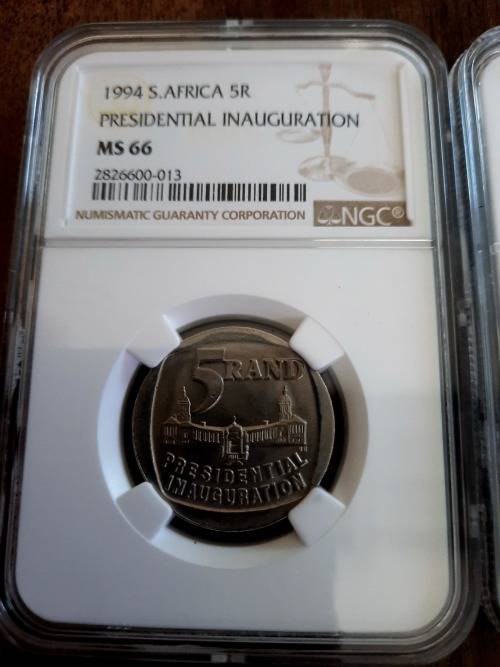 1994 S.AFRICA 5R
PRESIDENTIAL INAUGURATION
MS 66
2826600-013
NUMISMATIC GUARANTY CORPORATION
NGC®
5 RAND
PRESIDENTIAL
INAUGURATION